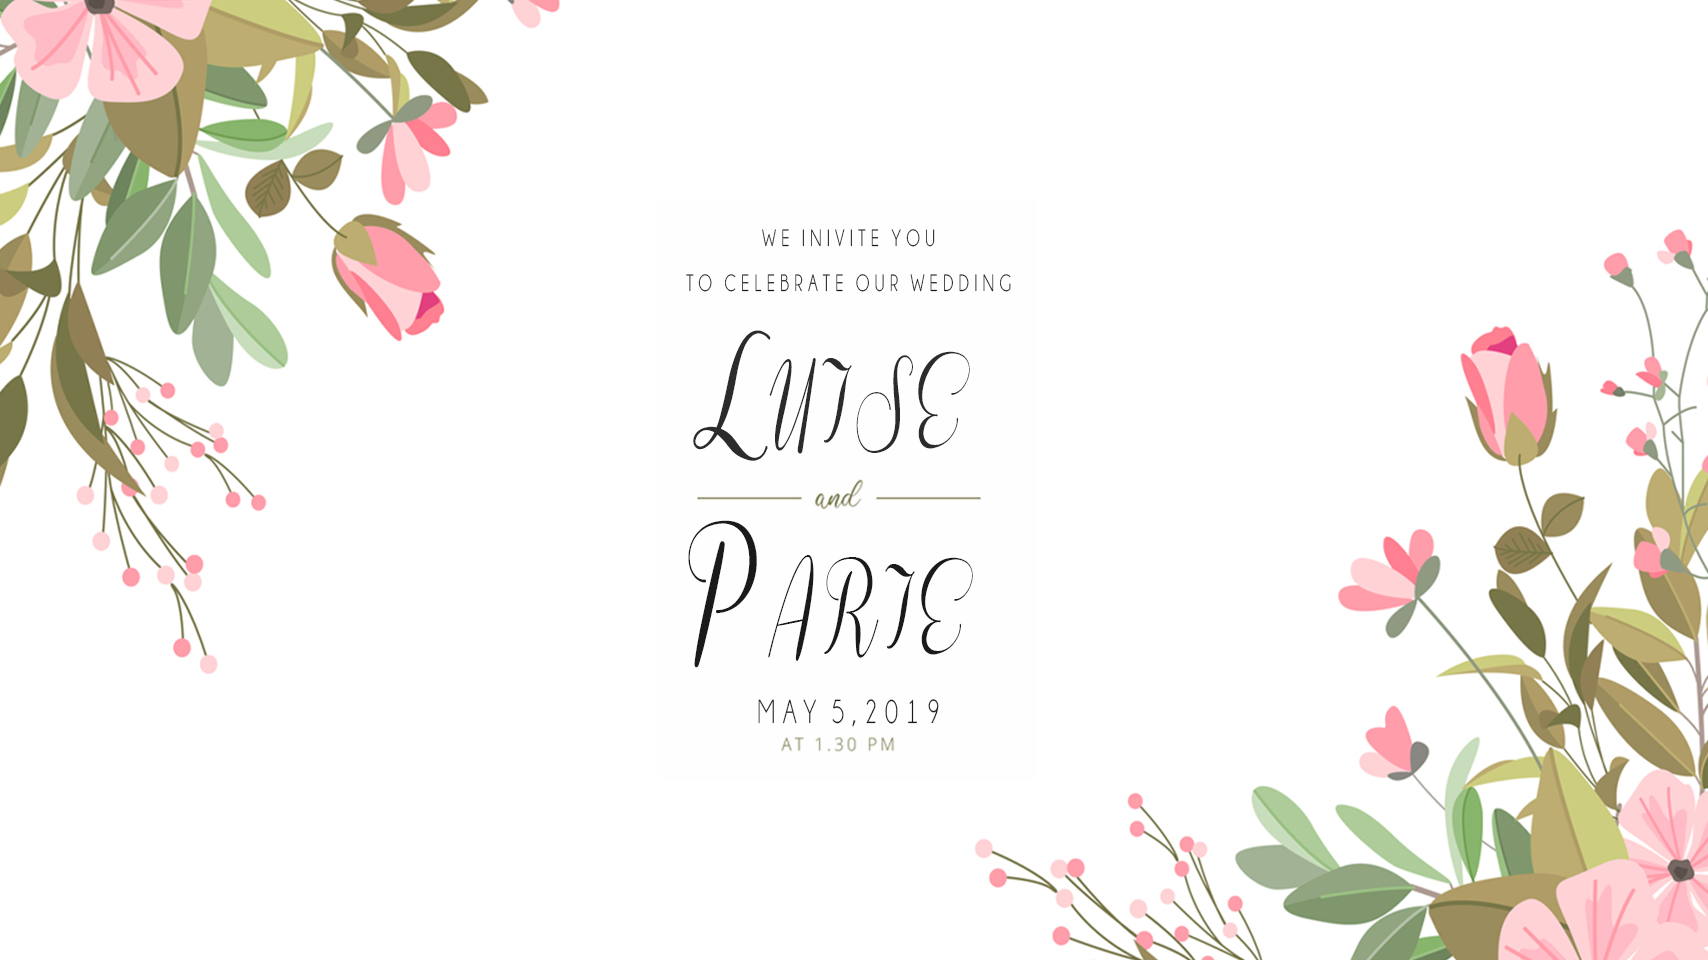 WE INIVITE YOU
TO CELEBRATE OUR WEDDING
LUISE
and
PARIE
MAY 5,2019
AT 1.30 PM